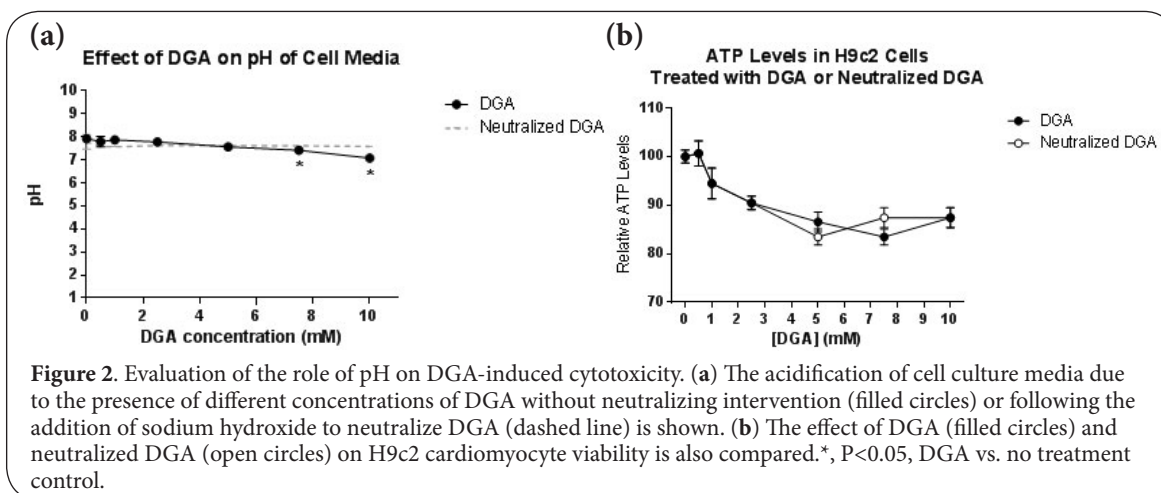 (a)
Effect of DGA on pH of Cell Media
10
9
8
7
6
5
4
3
2
1
pH
0
2
4
6
8
10
DGA concentration (mM)
*
*
DGA
Neutralized DGA
(b)
ATP Levels in H9c2 Cells
Treated with DGA or Neutralized DGA
110
100
90
80
70
Relative ATP Levels
0
1
2
3
4
5
6
7
8
9
10
[DGA] (mM)
DGA
Neutralized DGA
Figure 2. Evaluation of the role of pH on DGA-induced cytotoxicity. (a) The acidification of cell culture media due
to the presence of different concentrations of DGA without neutralizing intervention (filled circles) or following the
addition of sodium hydroxide to neutralize DGA (dashed line) is shown. (b) The effect of DGA (filled circles) and
neutralized DGA (open circles) on H9c2 cardiomyocyte viability is also compared.*, P<0.05, DGA vs. no treatment
control.